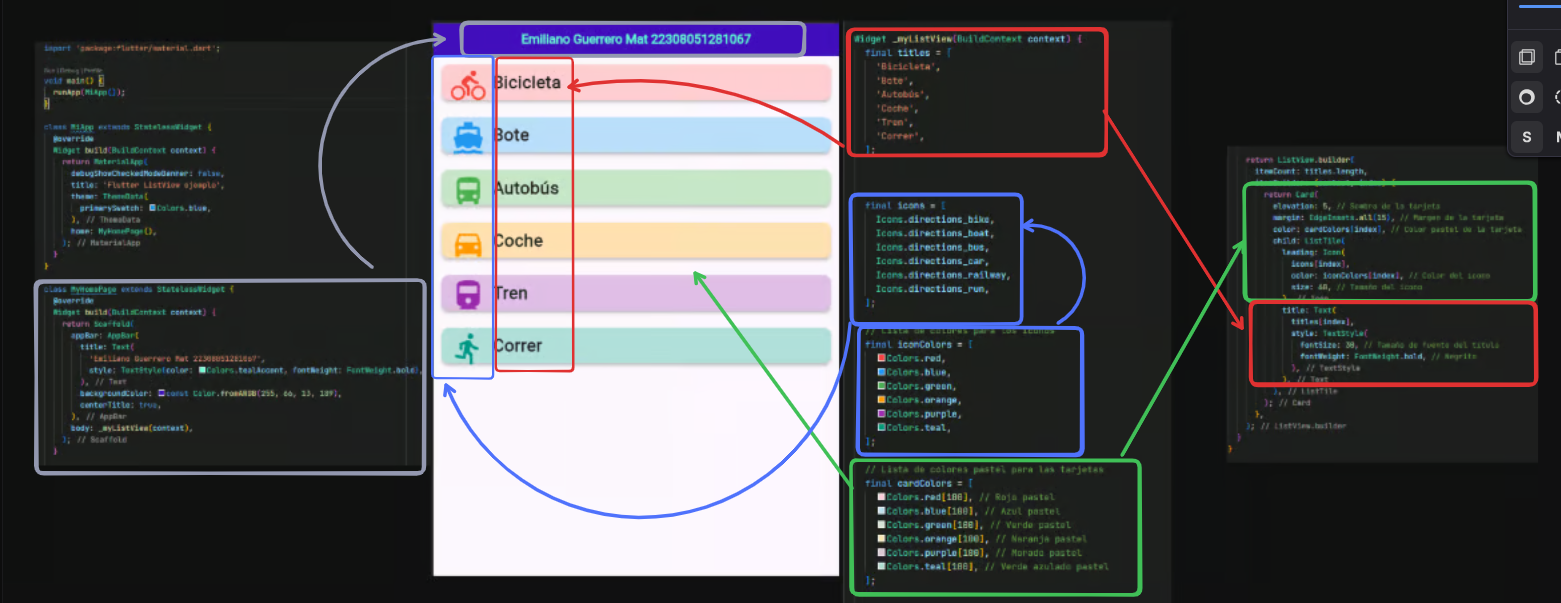 import 'package:flutter/material.dart';
Run | Debug | Profile
void main() {
runApp(MiApp());
}
class MiApp extends StatelessWidget {
@override
Widget build(BuildContext context) {
return MaterialApp(
debugShowCheckedModeBanner: false,
title: 'Flutter ListView ejemplo',
theme: ThemeData(
primarySwatch: Colors.blue,
), // ThemeData
home: MyHomePage(),
); // MaterialApp
}
}
class MyHomePage extends StatelessWidget {
@override
Widget build(BuildContext context) {
return Scaffold(
appBar: AppBar(
title: Text(
'Emiliano Guerrero Mat 22308051281067',
style: TextStyle(color: Colors.tealAccent, fontWeight: FontWeight.bold),
), // Text
backgroundColor: const Color.fromARGB(255, 66, 13, 189),
centerTitle: true,
), // AppBar
body: _myListView(context),
); // Scaffold
}
Emiliano Guerrero Mat 22308051281067
Bicicleta
Bote
Autobús
Coche
Tren
Correr
Widget _myListView(BuildContext context) {
final titles = [
'Bicicleta',
'Bote',
'Autobús',
'Coche',
'Tren',
'Correr',
];
final icons = [
Icons.directions_bike,
Icons.directions_boat,
Icons.directions_bus,
Icons.directions_car,
Icons.directions_railway,
Icons.directions_run,
];
// Lista de colores para los iconos
final iconColors = [
Colors.red,
Colors.blue,
Colors.green,
Colors.orange,
Colors.purple,
Colors.teal,
];
// Lista de colores pastel para las tarjetas
final cardColors = [
Colors.red[100], // Rojo pastel
Colors.blue[100], // Azul pastel
Colors.green[100], // Verde pastel
Colors.orange[100], // Naranja pastel
Colors.purple[100], // Morado pastel
Colors.teal[100], // Verde azulado pastel
];
return ListView.builder(
itemCount: titles.length,
return Card(
elevation: 5, // Sombra de la tarjeta
margin: EdgeInsets.all(15), // Margen de la tarjeta
color: cardColors[index], // Color pastel de la tarjeta
child: ListTile(
leading: Icon(
icons[index],
color: iconColors[index], // Color del icono
size: 40, // Tamaño del icono
), // Icon
title: Text(
titles[index],
style: TextStyle(
fontSize: 30, // Tamaño de fuente del título
fontWeight: FontWeight.bold, // Negrita
), // TextStyle
), // Text
), // ListTile
); // Card
},
); // ListView.builder
}
}
S